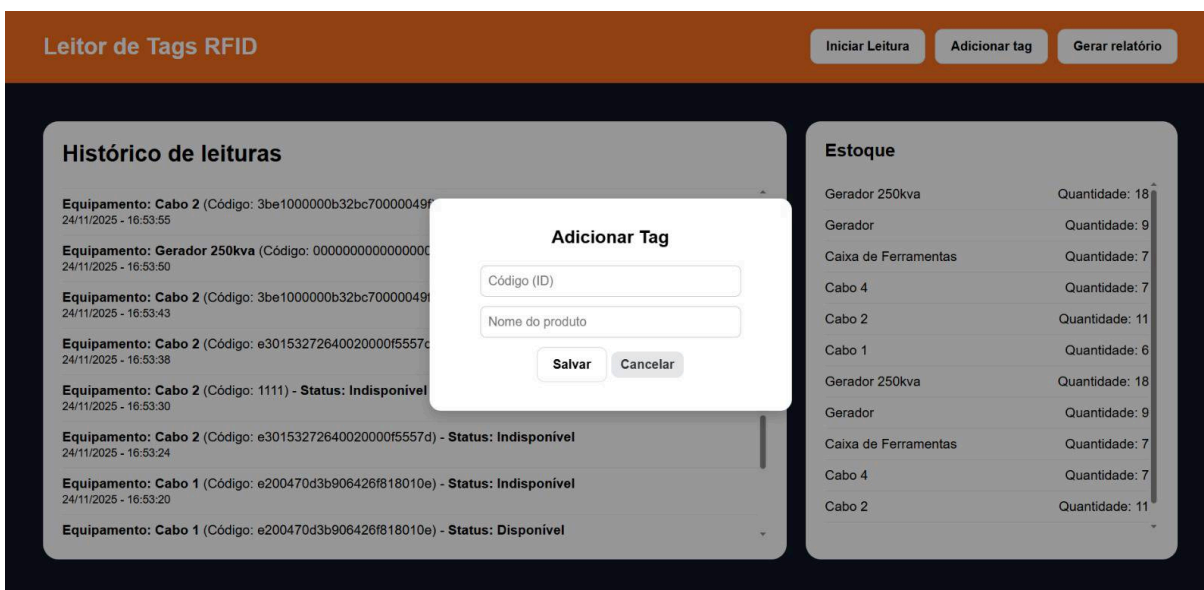 Leitor de Tags RFID
Iniciar Leitura
Adicionar tag
Gerar relatório
Histórico de leituras
Equipamento: Cabo 2 (Código: 3be1000000b32bc70000049f
24/11/2025 - 16:53:55
Equipamento: Gerador 250kva (Código: 0000000000000000
24/11/2025 - 16:53:50
Equipamento: Cabo 2 (Código: 3be1000000b32bc70000049f
24/11/2025 - 16:53:43
Equipamento: Cabo 2 (Código: e30153272640020000f5557d
24/11/2025 - 16:53:38
Equipamento: Cabo 2 (Código: 1111) - Status: Indisponível
24/11/2025 - 16:53:30
Equipamento: Cabo 2 (Código: e30153272640020000f5557d) - Status: Indisponível
24/11/2025 - 16:53:24
Equipamento: Cabo 1 (Código: e200470d3b906426f818010e) - Status: Indisponível
24/11/2025 - 16:53:20
Equipamento: Cabo 1 (Código: e200470d3b906426f818010e) - Status: Disponível
Adicionar Tag
Código (ID)
Nome do produto
Salvar
Cancelar
Estoque
Gerador 250kva Quantidade: 18
Gerador Quantidade: 9
Caixa de Ferramentas Quantidade: 7
Cabo 4 Quantidade: 7
Cabo 2 Quantidade: 11
Cabo 1 Quantidade: 6
Gerador 250kva Quantidade: 18
Gerador Quantidade: 9
Caixa de Ferramentas Quantidade: 7
Cabo 4 Quantidade: 7
Cabo 2 Quantidade: 11